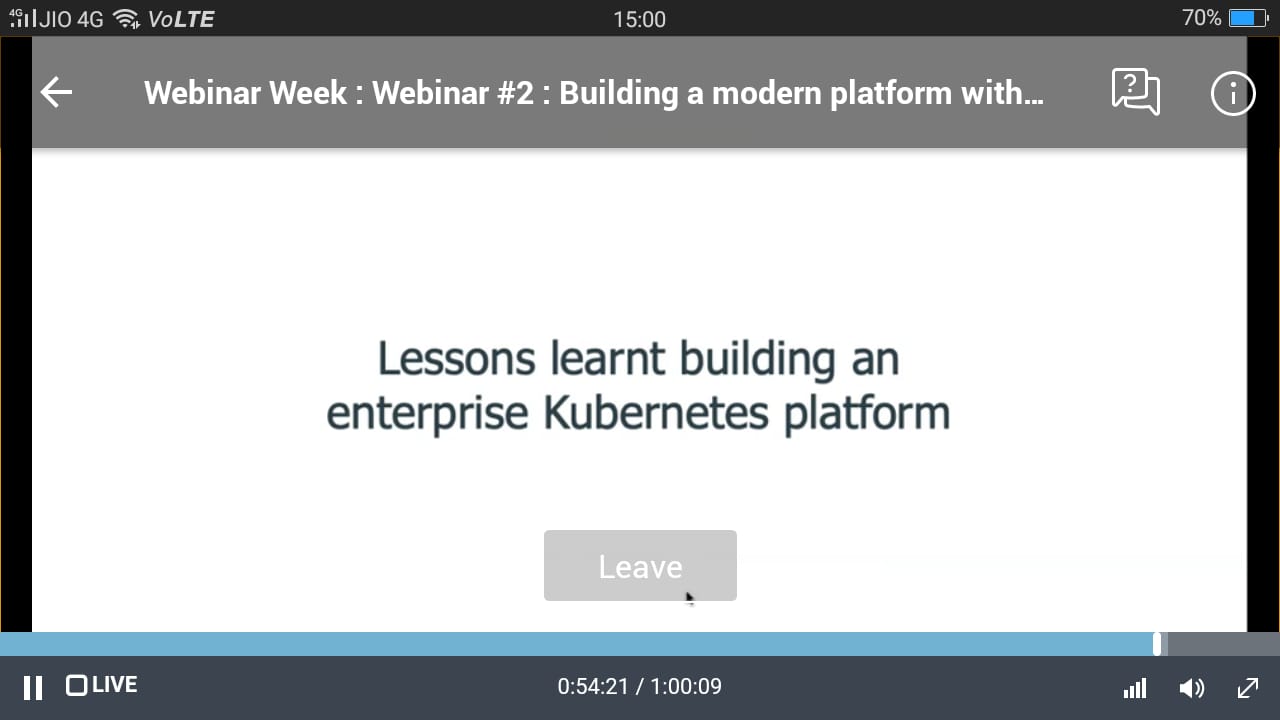 4G JIO 4G VoLTE 15:00 70%
Webinar Week : Webinar #2 : Building a modern platform with...
Lessons learnt building an
enterprise Kubernetes platform
Leave
LIVE 0:54:21 / 1:00:09